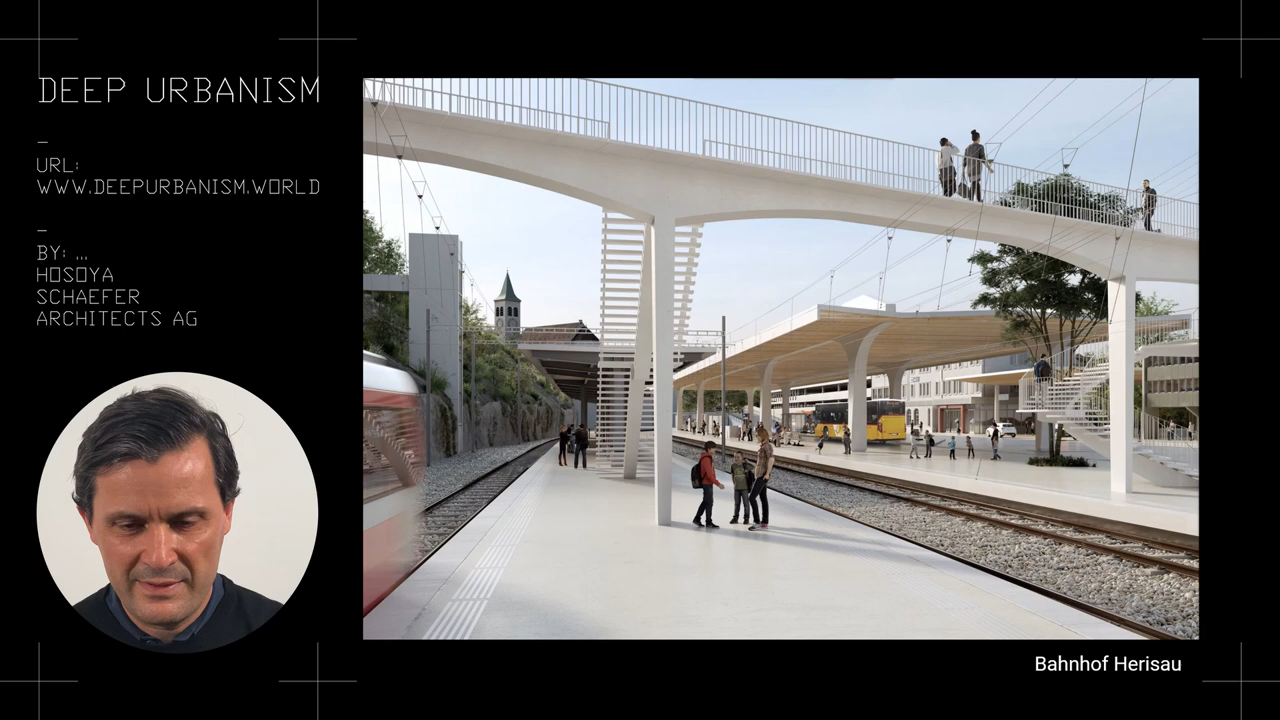 DEEP URBANISM
–
URL:
WWW.DEEPURBANISM.WORLD
–
BY: ...
HOSOYA
SCHAEFER
ARCHITECTS AG
Bahnhof Herisau